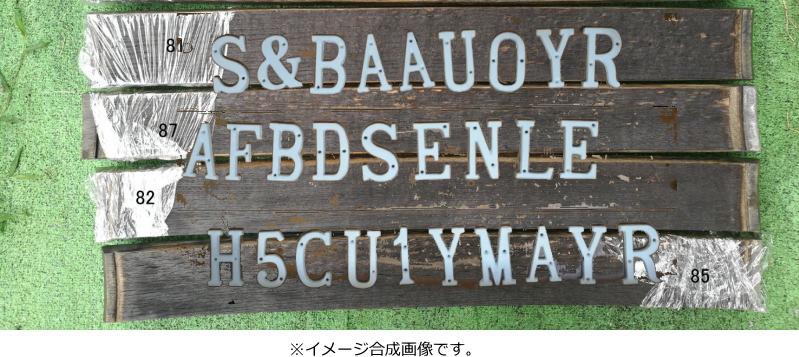 81 S&BAAUOYR
87 AFBDSENLE
82
H5CU1YMAYR 85
※イメージ合成画像です。